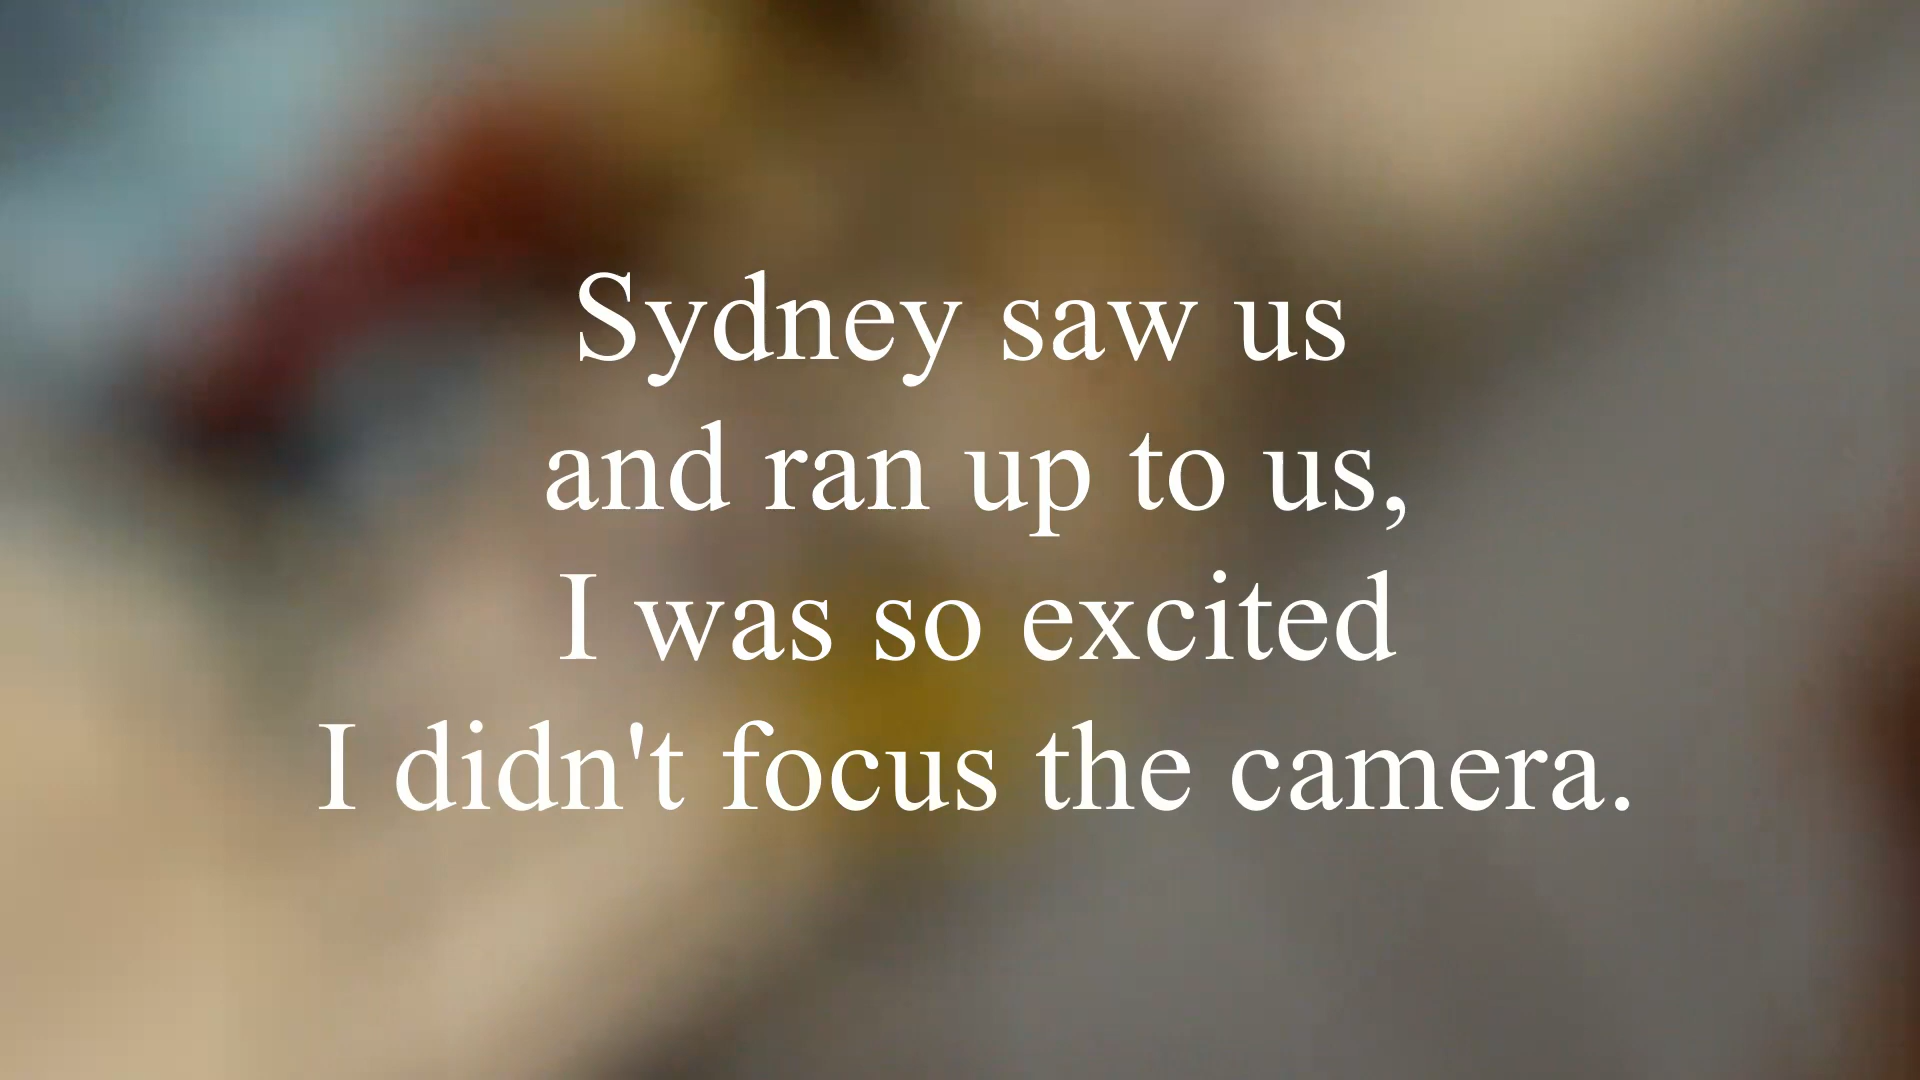 Sydney saw us
and ran up to us,
I was so excited
I didn't focus the camera.